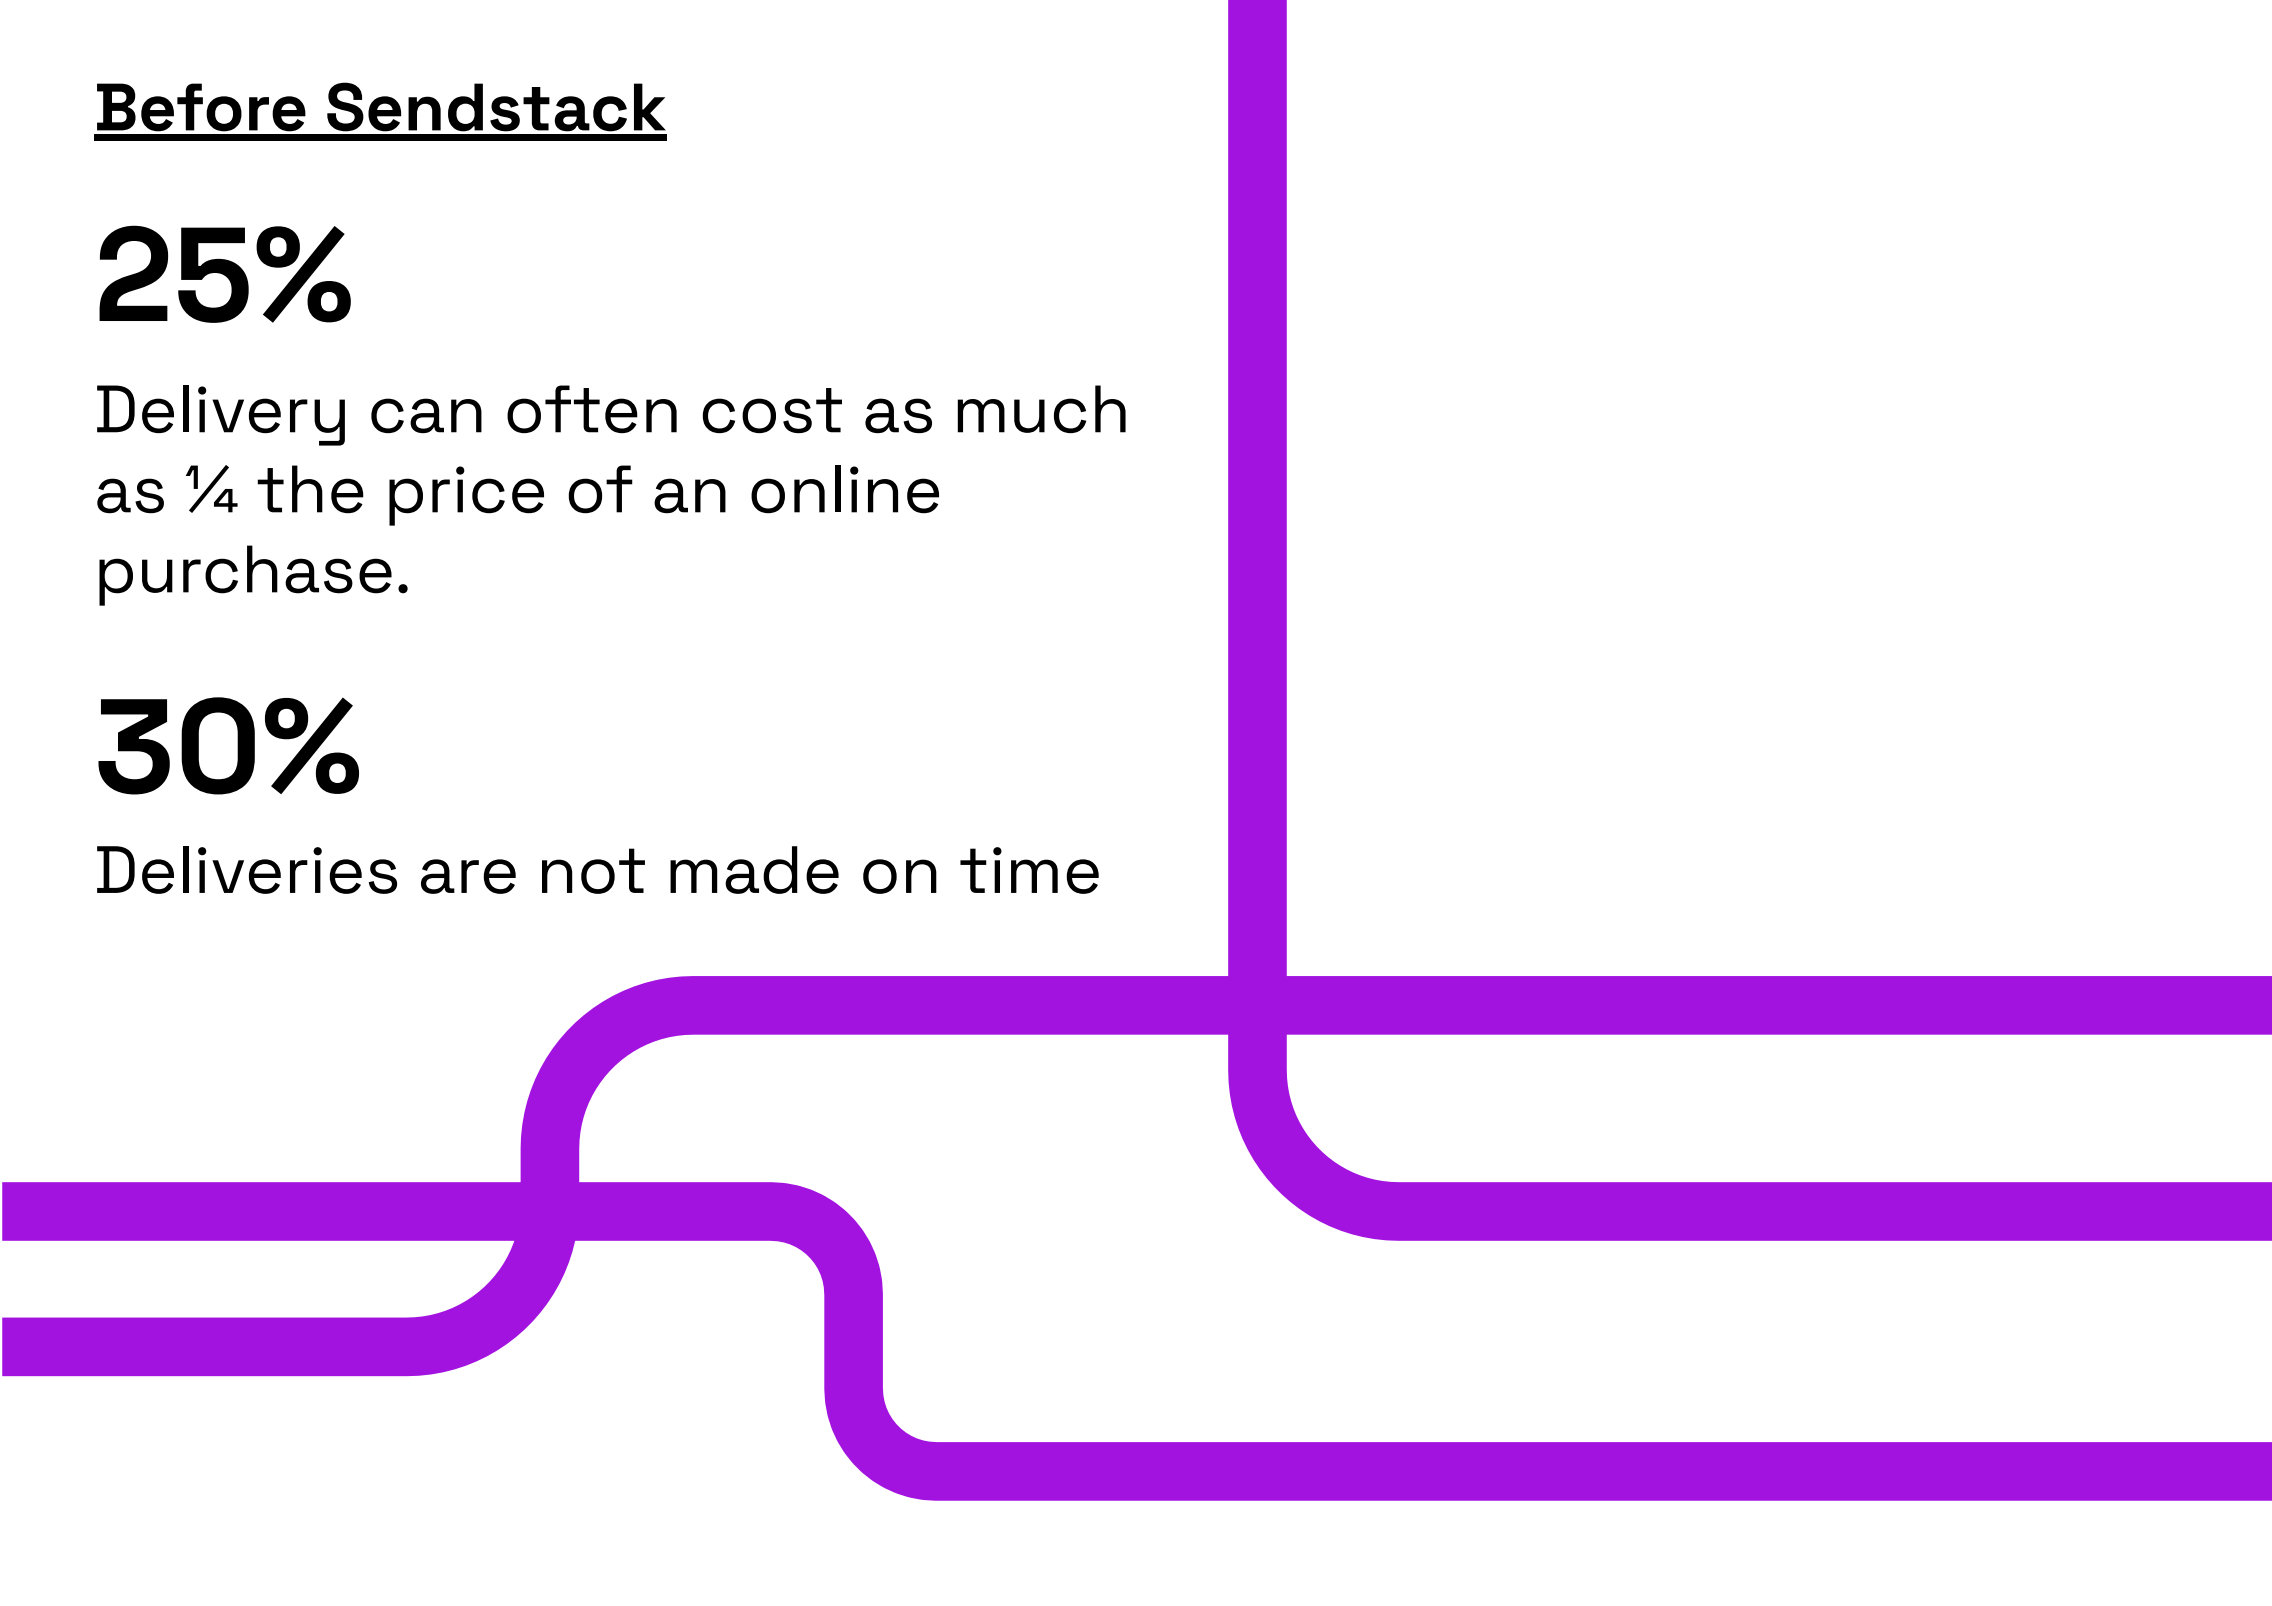 Before Sendstack
25%
Delivery can often cost as much
as ¼ the price of an online
purchase.
30%
Deliveries are not made on time